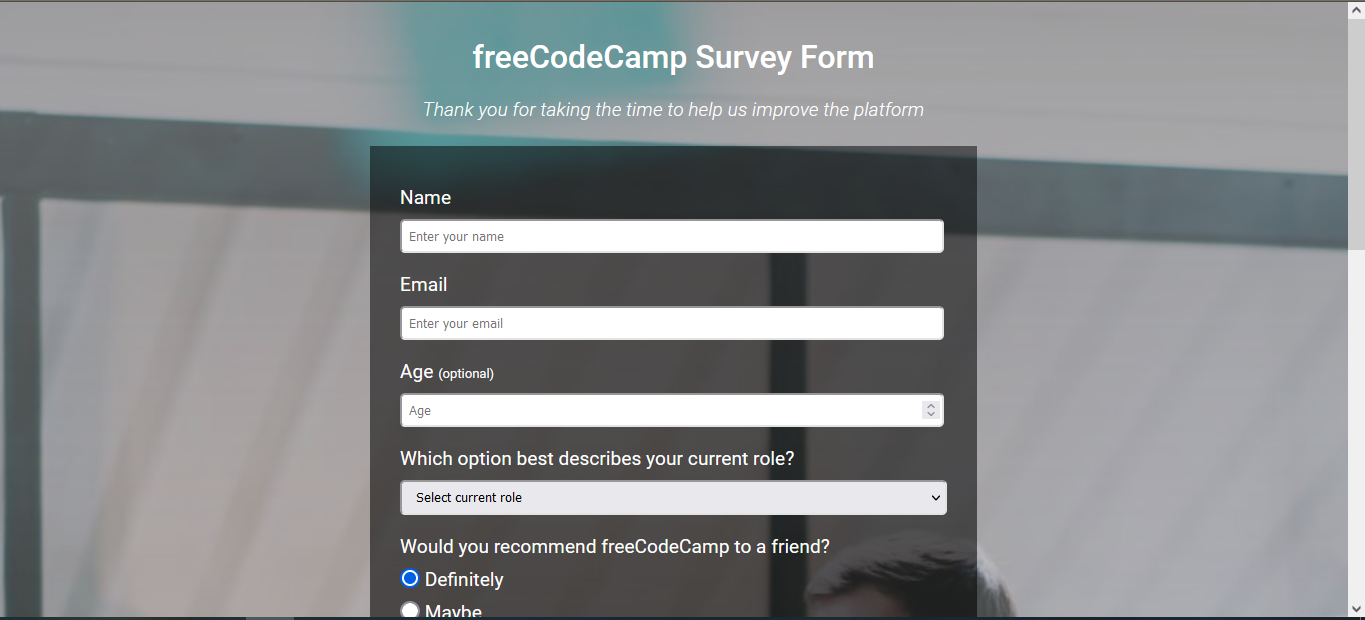 freeCodeCamp Survey Form
Thank you for taking the time to help us improve the platform
Name
Enter your name
Email
Enter your email
Age (optional)
Age
Which option best describes your current role?
Select current role
Would you recommend freeCodeCamp to a friend?
Definitely
Maybe